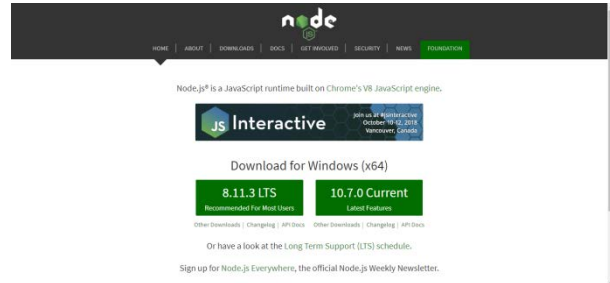 node
JS
HOME | ABOUT | DOWNLOADS | DOCS | GET INVOLVED | SECURITY | NEWS | FOUNDATION
Node.js® is a JavaScript runtime built on Chrome's V8 JavaScript engine.
JS Interactive
Join us at #jsinteractive
October 10-12, 2018
Vancouver, Canada
Download for Windows (x64)
8.11.3 LTS
Recommended For Most Users
10.7.0 Current
Latest Features
Other Downloads | Changelog | API Docs
Other Downloads | Changelog | API Docs
Or have a look at the Long Term Support (LTS) schedule.
Sign up for Node.js Everywhere, the official Node.js Weekly Newsletter.